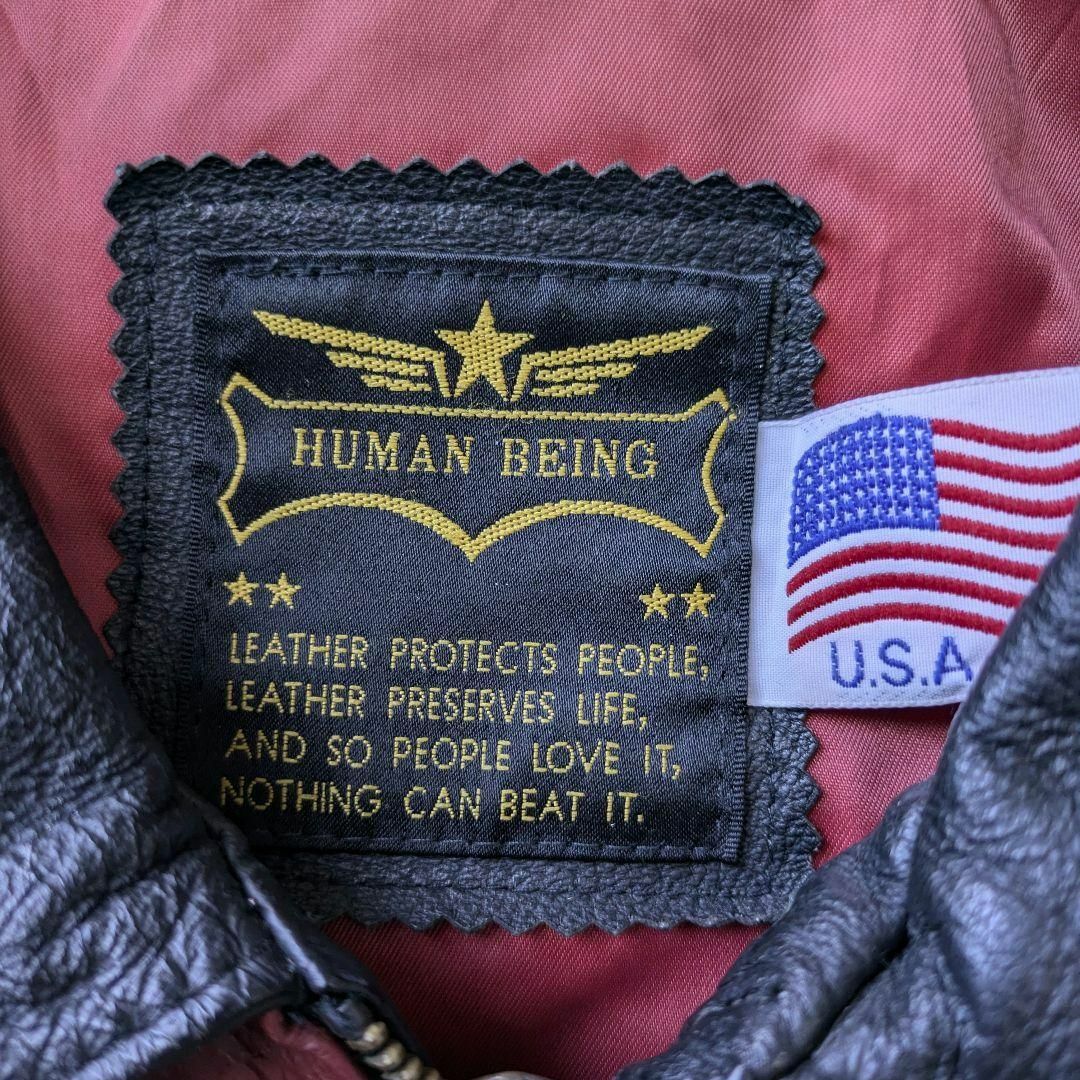 HUMAN BEING
LEATHER PROTECTS PEOPLE,
LEATHER PRESERVES LIFE,
AND SO PEOPLE LOVE IT,
NOTHING CAN BEAT IT.
U.S.A